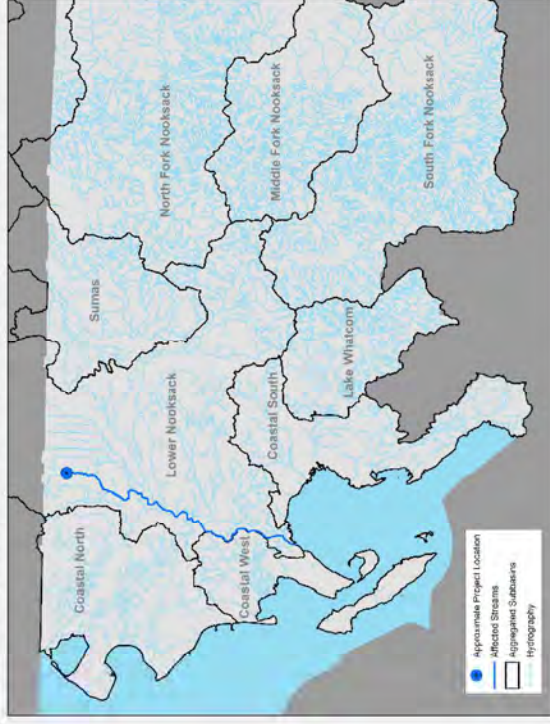 North Fork Nooksack
Middle Fork Nooksack
South Fork Nooksack
Sumas
Lower Nooksack
Lake Whatcom
Coastal South
Coastal North
Coastal West
Approximate Project Location
Affected Streams
Aggregated Subbasins
Hydrography